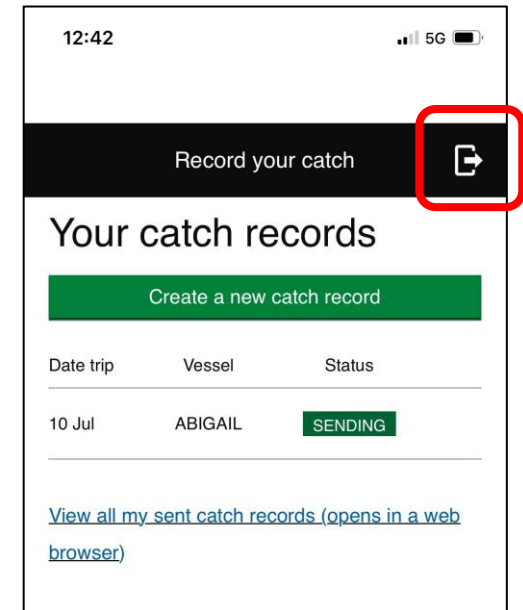 12:42 5G
Record your catch
Your catch records
Create a new catch record
Date trip Vessel Status
10 Jul ABIGAIL SENDING
View all my sent catch records (opens in a web
browser)